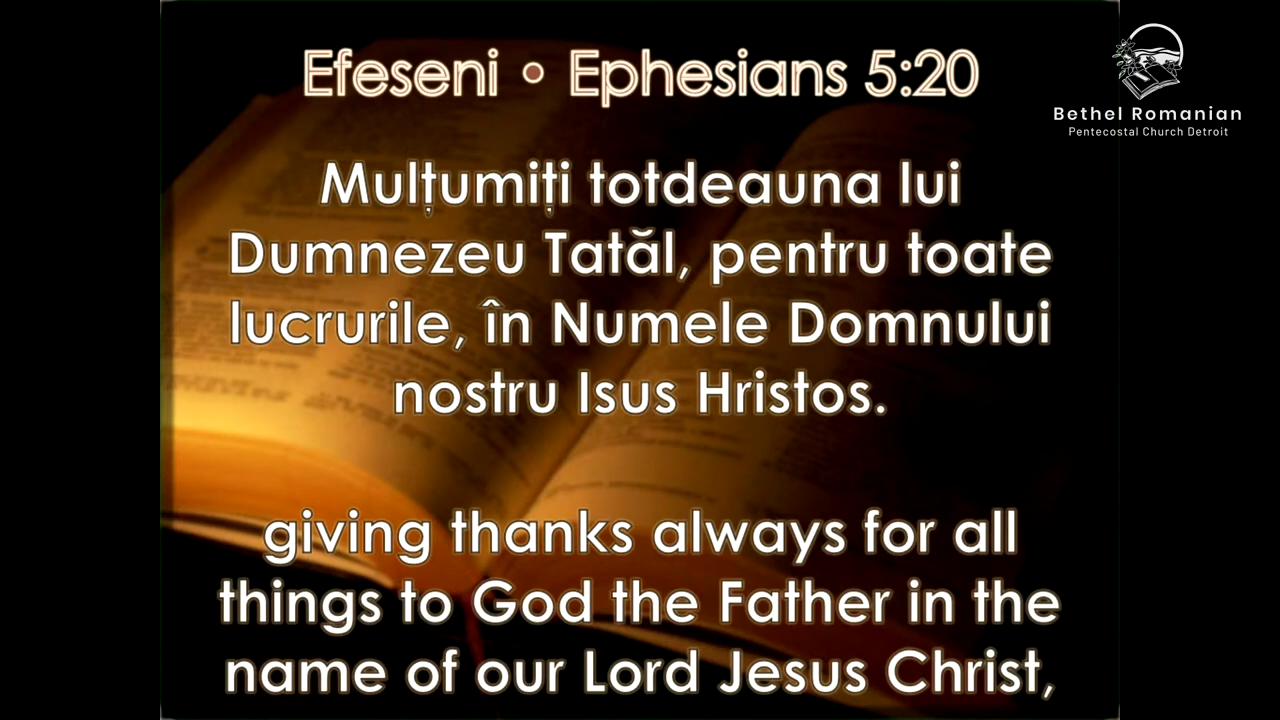 Efeseni • Ephesians 5:20
Bethel Romanian
Pentecostal Church Detroit
Mulțumiți totdeauna lui
Dumnezeu Tatăl, pentru toate
lucrurile, în Numele Domnului
nostru Isus Hristos.
giving thanks always for all
things to God the Father in the
name of our Lord Jesus Christ,